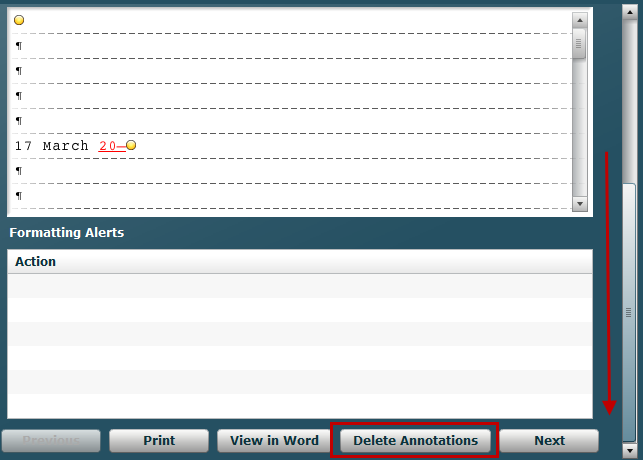 ¶
¶
¶
¶
17 March 20—
¶
¶
Formatting Alerts
Action
Previous Print View in Word Delete Annotations Next